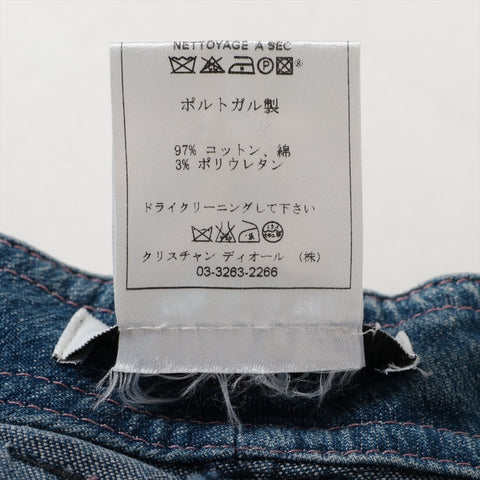 NETTOYAGE A SEC
ポルトガル製
97% コットン、綿
3% ポリウレタン
ドライクリーニングして下さい
クリスチャン ディオール (株)
03-3263-2266